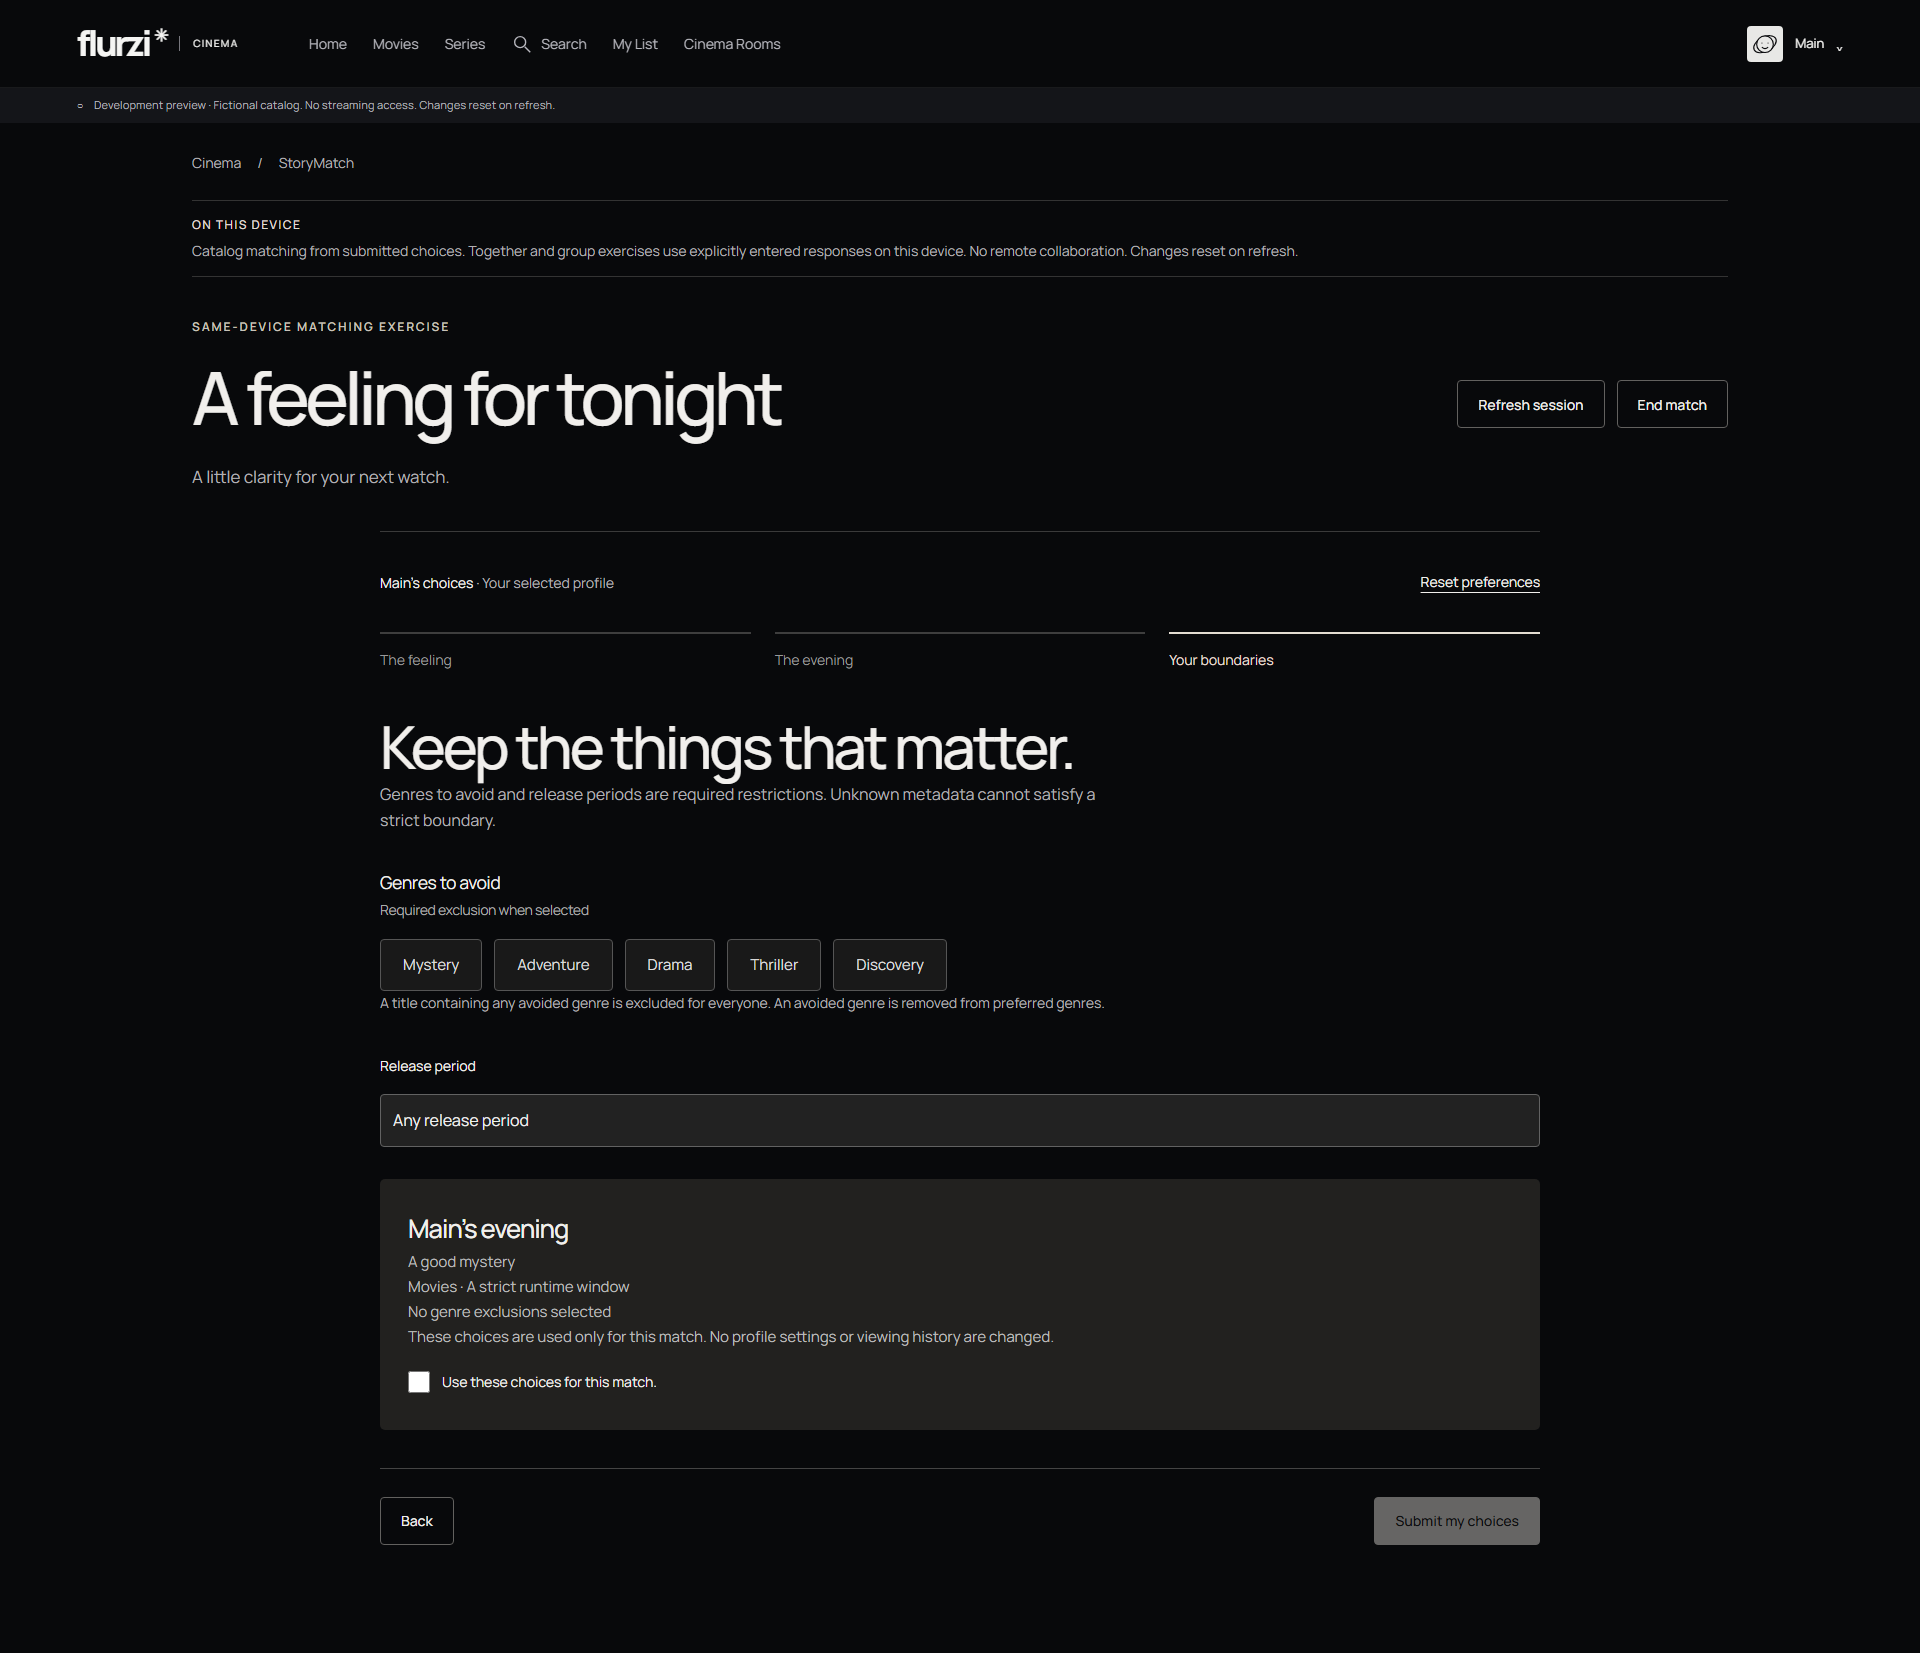 flurzi* CINEMA Home Movies Series Search My List Cinema Rooms Main
Development preview · Fictional catalog. No streaming access. Changes reset on refresh.
Cinema / StoryMatch
ON THIS DEVICE
Catalog matching from submitted choices. Together and group exercises use explicitly entered responses on this device. No remote collaboration. Changes reset on refresh.
SAME-DEVICE MATCHING EXERCISE
A feeling for tonight
Refresh session End match
A little clarity for your next watch.
Main's choices · Your selected profile Reset preferences
The feeling The evening Your boundaries
Keep the things that matter.
Genres to avoid and release periods are required restrictions. Unknown metadata cannot satisfy a
strict boundary.
Genres to avoid
Required exclusion when selected
Mystery Adventure Drama Thriller Discovery
A title containing any avoided genre is excluded for everyone. An avoided genre is removed from preferred genres.
Release period
Any release period
Main’s evening
A good mystery
Movies · A strict runtime window
No genre exclusions selected
These choices are used only for this match. No profile settings or viewing history are changed.
Use these choices for this match.
Back Submit my choices